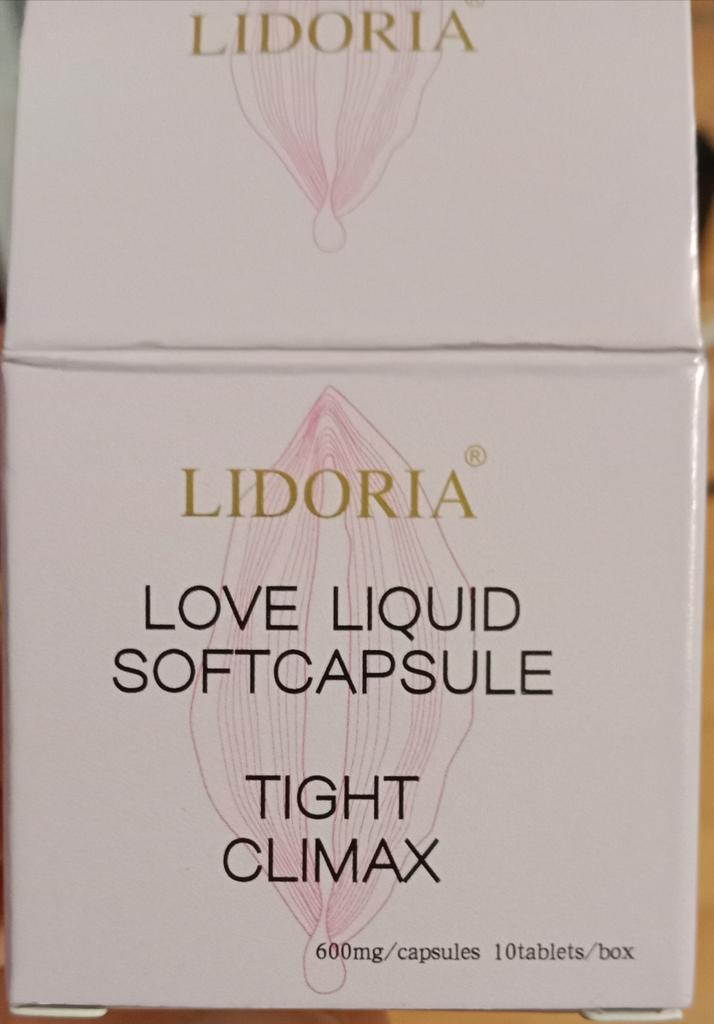 LIDORIA®
LIDORIA®
LOVE LIQUID
SOFTCAPSULE
TIGHT
CLIMAX
600mg/capsules 10tablets/box